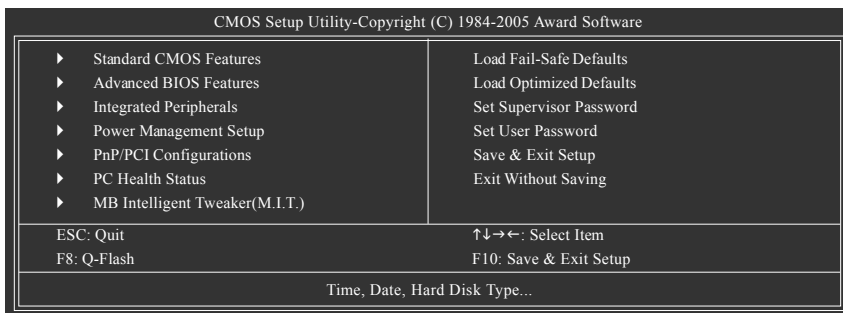 CMOS Setup Utility-Copyright (C) 1984-2005 Award Software
Standard CMOS Features
Advanced BIOS Features
Integrated Peripherals
Power Management Setup
PnP/PCI Configurations
PC Health Status
MB Intelligent Tweaker(M.I.T.)
Load Fail-Safe Defaults
Load Optimized Defaults
Set Supervisor Password
Set User Password
Save & Exit Setup
Exit Without Saving
ESC: Quit
F8: Q-Flash
↑↓→←: Select Item
F10: Save & Exit Setup
Time, Date, Hard Disk Type...